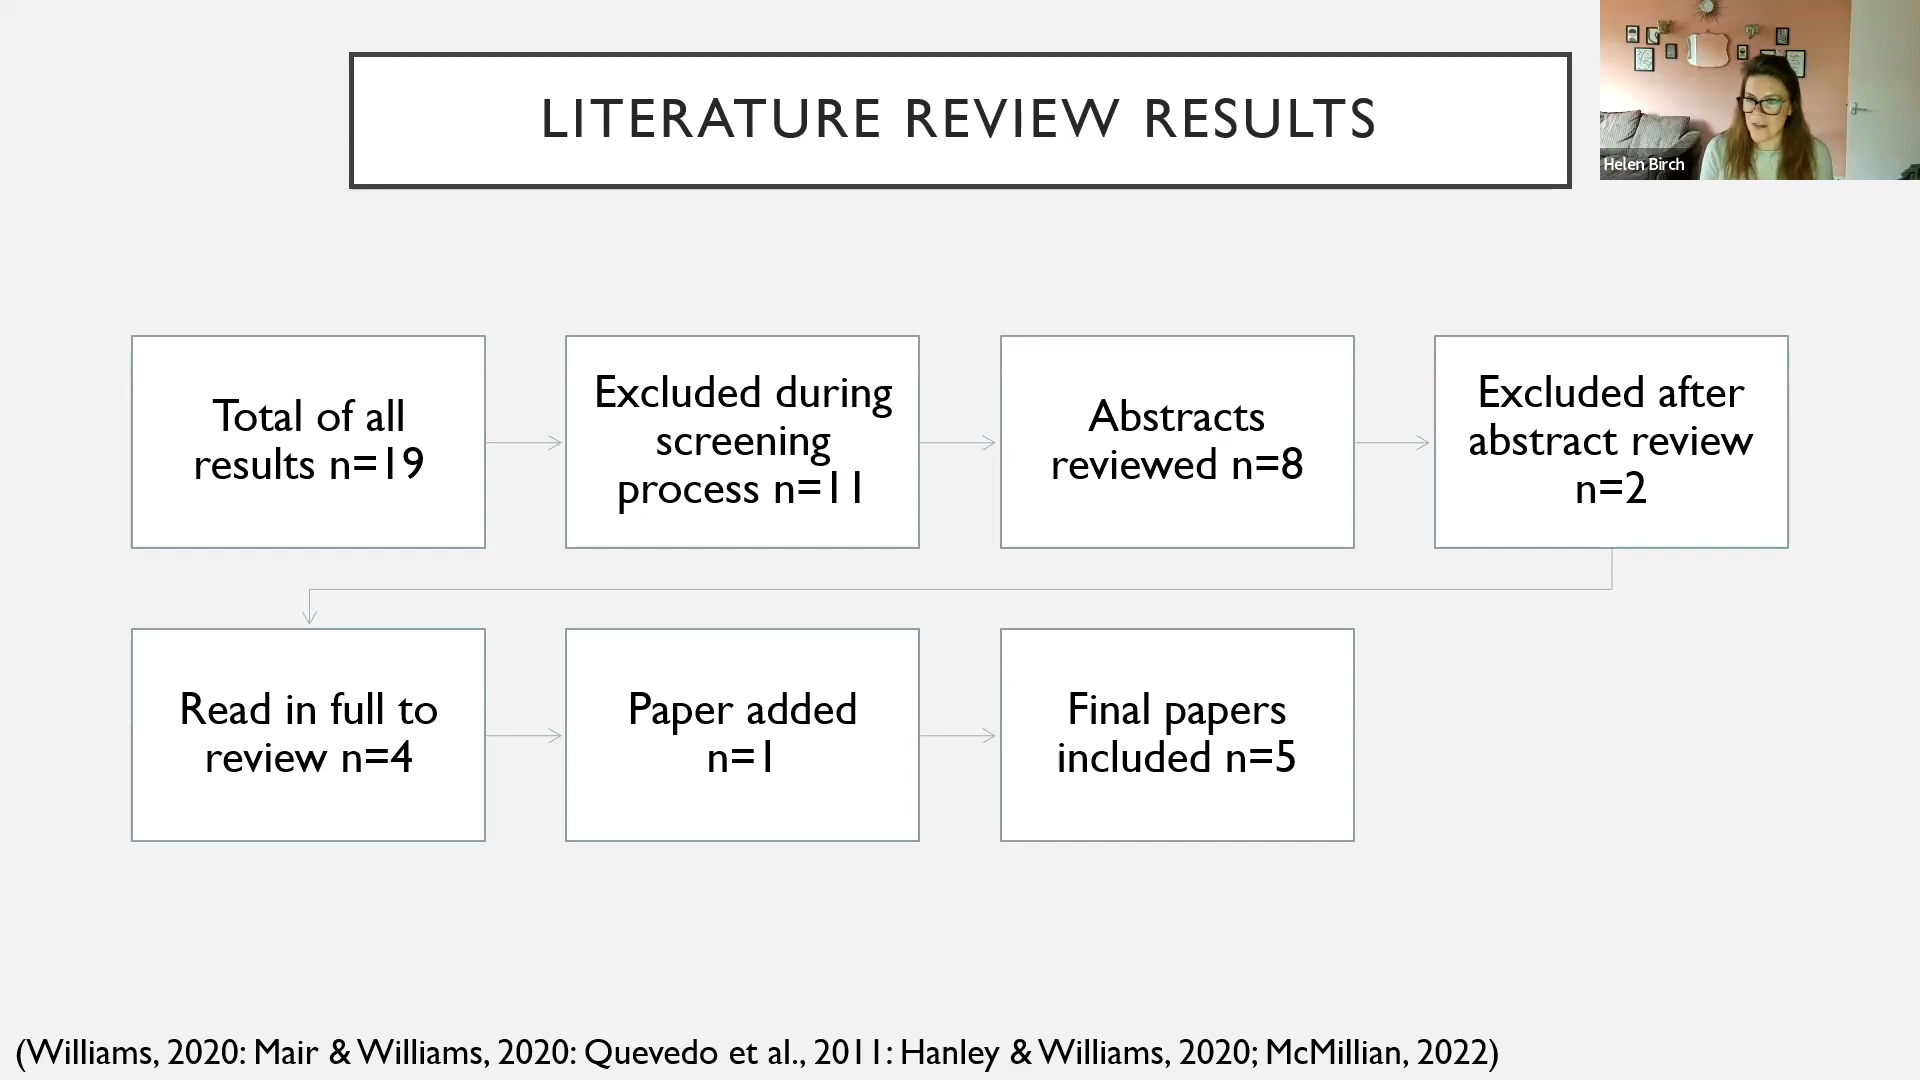 LITERATURE REVIEW RESULTS
Helen Birch
Total of all
results n=19
Excluded during
screening
process n=11
Abstracts
reviewed n=8
Excluded after
abstract review
n=2
Read in full to
review n=4
Paper added
n=1
Final papers
included n=5
(Williams, 2020: Mair & Williams, 2020: Quevedo et al., 2011: Hanley & Williams, 2020; McMillian, 2022)